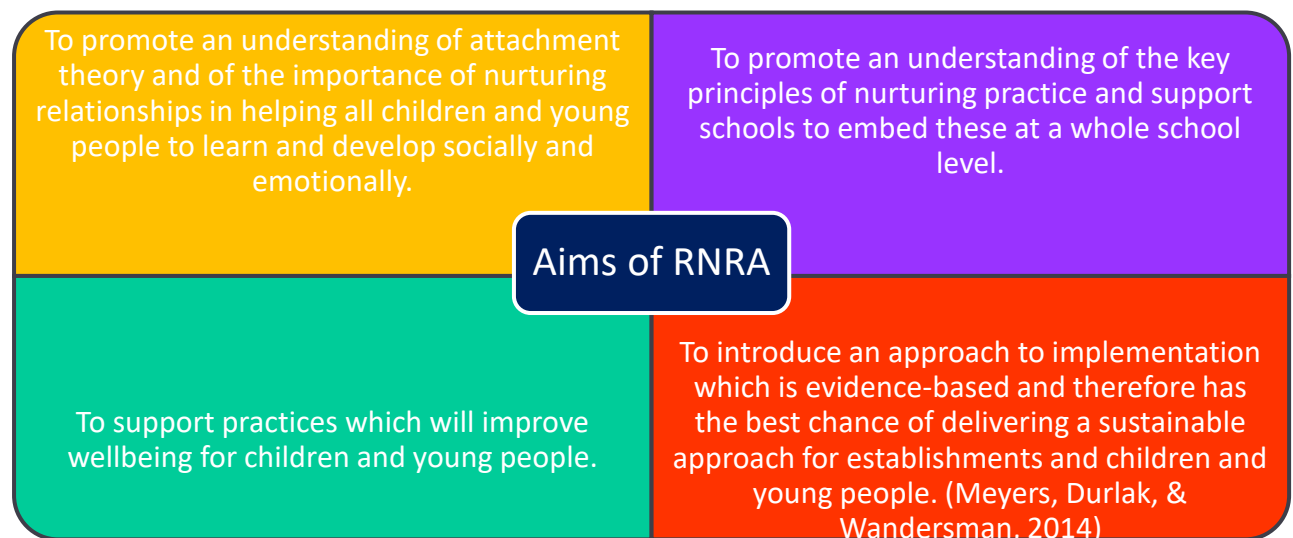 To promote an understanding of attachment
theory and of the importance of nurturing
relationships in helping all children and young
people to learn and develop socially and
emotionally.
To promote an understanding of the key
principles of nurturing practice and support
schools to embed these at a whole school
level.
Aims of RNRA
To support practices which will improve
wellbeing for children and young people.
To introduce an approach to implementation
which is evidence-based and therefore has
the best chance of delivering a sustainable
approach for establishments and children and
young people. (Meyers, Durlak, &
Wandersman, 2014)